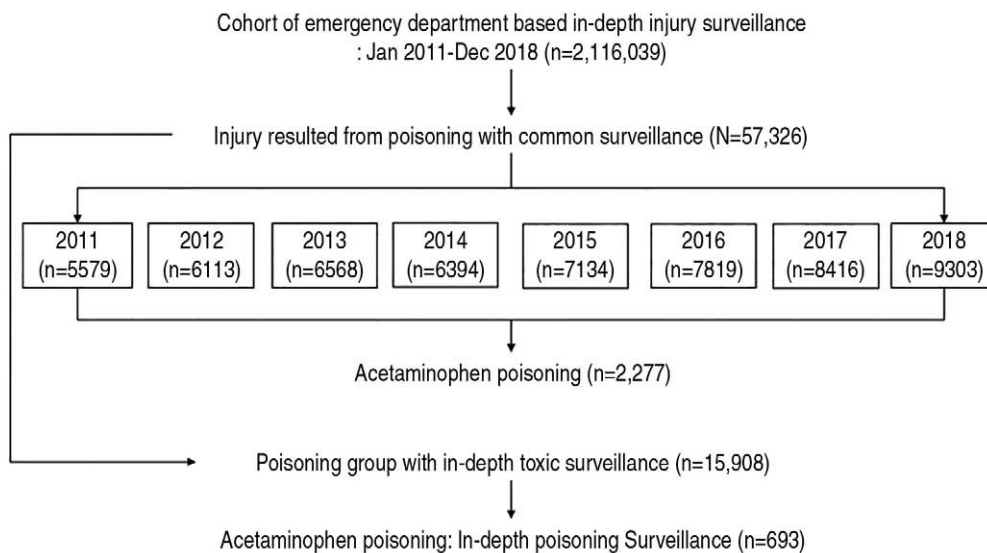 Cohort of emergency department based in-depth injury surveillance
: Jan 2011-Dec 2018 (n=2,116,039)
Injury resulted from poisoning with common surveillance (N=57,326)
2011
(n=5579)
2012
(n=6113)
2013
(n=6568)
2014
(n=6394)
2015
(n=7134)
2016
(n=7819)
2017
(n=8416)
2018
(n=9303)
Acetaminophen poisoning (n=2,277)
Poisoning group with in-depth toxic surveillance (n=15,908)
Acetaminophen poisoning: In-depth poisoning Surveillance (n=693)